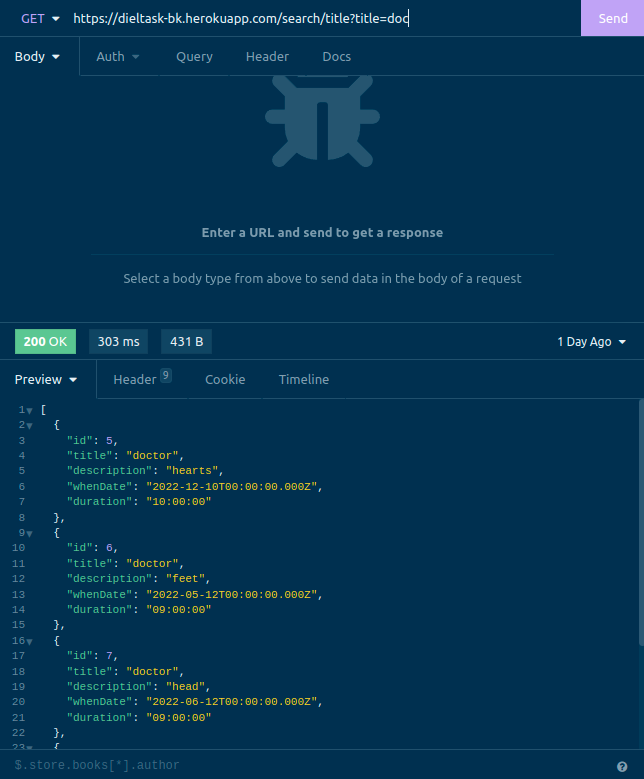 GET https://dieltask-bk.herokuapp.com/search/title?title=doc Send
Body Auth Query Header Docs
Enter a URL and send to get a response
Select a body type from above to send data in the body of a request
200 OK 303 ms 431 B 1 Day Ago
Preview Header 9 Cookie Timeline
1 [
2 {
3 "id": 5,
4 "title": "doctor",
5 "description": "hearts",
6 "whenDate": "2022-12-10T00:00:00.000Z",
7 "duration": "10:00:00"
8 },
9 {
10 "id": 6,
11 "title": "doctor",
12 "description": "feet",
13 "whenDate": "2022-05-12T00:00:00.000Z",
14 "duration": "09:00:00"
15 },
16 {
17 "id": 7,
18 "title": "doctor",
19 "description": "head",
20 "whenDate": "2022-06-12T00:00:00.000Z",
21 "duration": "09:00:00"
22 },
23 {
$.store.books[*].author